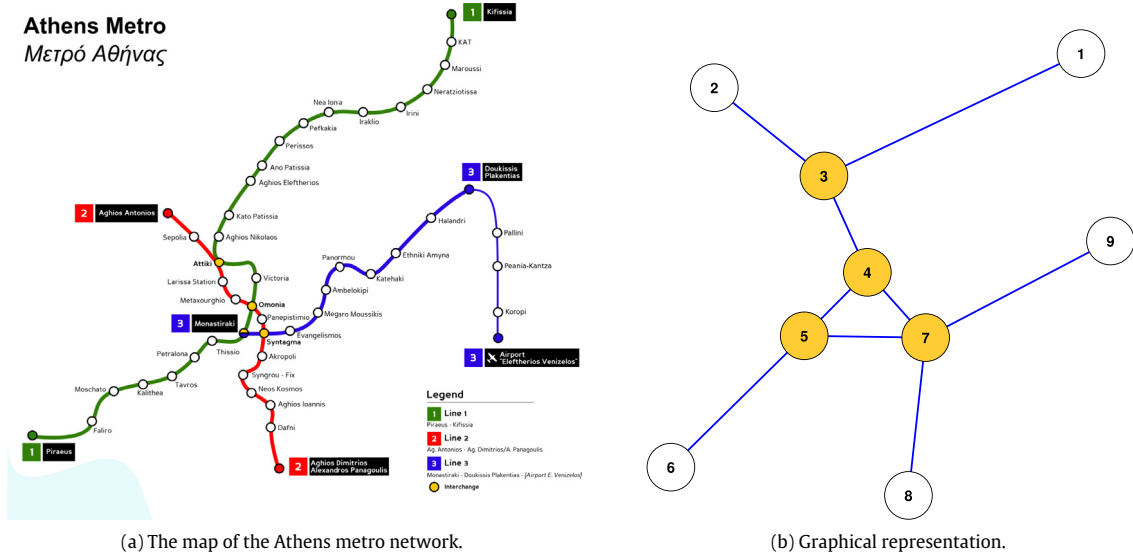 Athens Metro
Μετρό Αθήνας
1 Kifissia
KAT
Maroussi
Neratziotissa
Irini
Iraklio
Nea Iona
Pefkakia
Perissos
Ano Patissia
Aghios Eleftherios
Kato Patissia
Aghios Nikolaos
2 Aghios Antonios
Sepolia
Attiki
Larissa Station
Metaxourghio
Victoria
Omonia
Panepistimio
3 Monastiraki
Syntagma
Evangelismos
Megaro Moussikis
Ambelokipi
Panormou
Katehaki
Ethniki Amyna
Halandri
3 Doukissis
Plakentias
Pallini
Peania-Kantza
Koropi
3 Airport
"Eleftherios Venizelos"
Thissio
Petralona
Tavros
Kalithea
Moschato
Faliro
1 Piraeus
Akropoli
Syngrou - Fix
Neos Kosmos
Aghios Ioannis
Dafni
2 Aghios Dimitrios
Alexandros Panagoulis
Legend
1 Line 1
Piraeus - Kifissia
2 Line 2
Ag. Antonios - Ag. Dimitrios/A. Panagoulis
3 Line 3
Monastiraki - Doukissis Plakentias - [Airport E. Venizelos]
Interchange
(a) The map of the Athens metro network.
1
2
3
4
5
6
7
8
9
(b) Graphical representation.